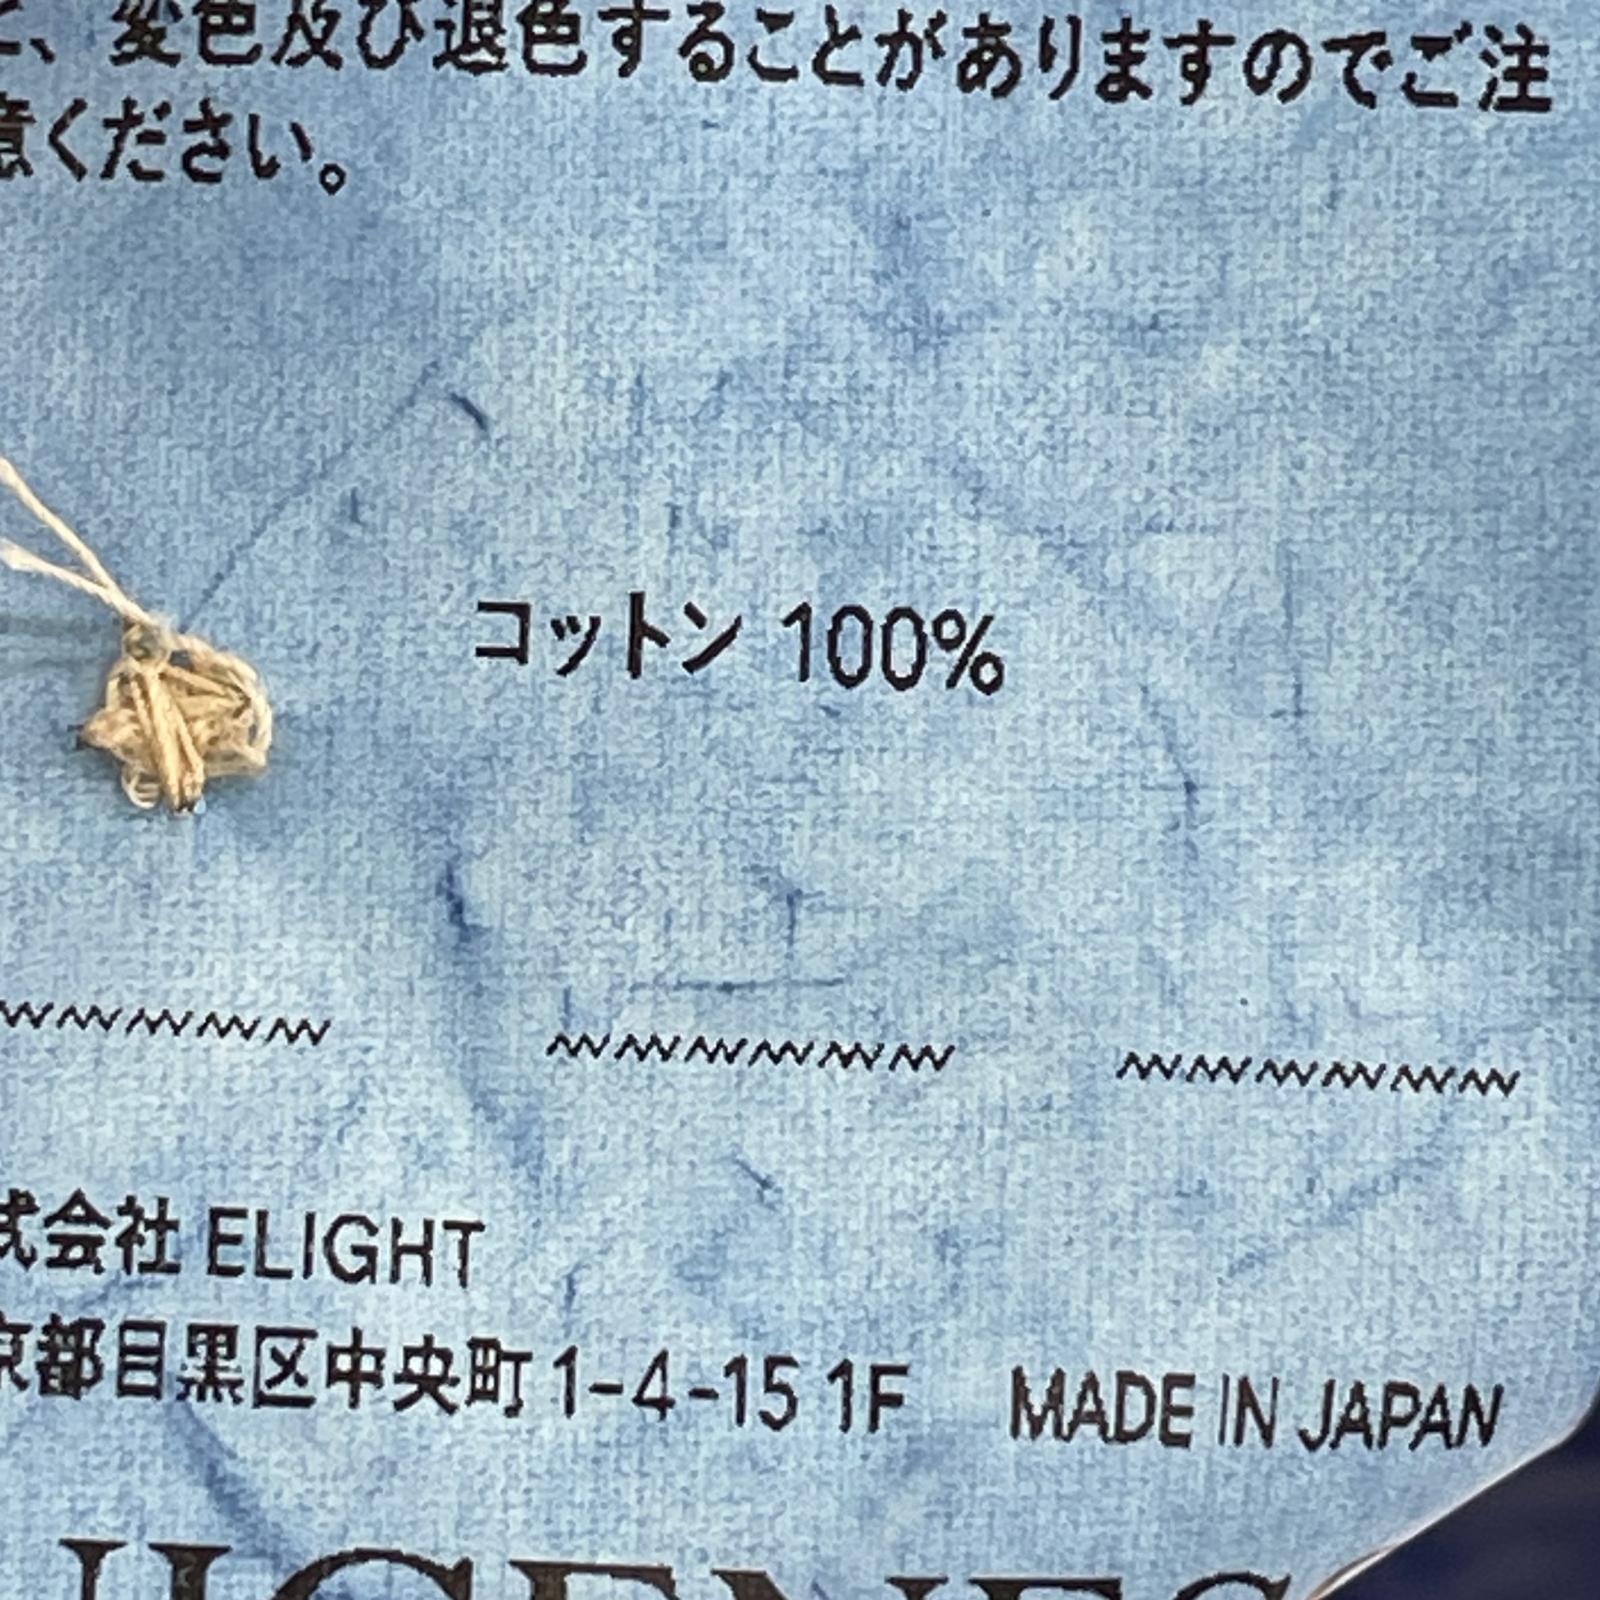 と、変色及び退色することがありますのでご注
意ください。
コットン 100%
式会社 ELIGHT
京都目黒区中央町 1-4-15 1F
MADE IN JAPAN